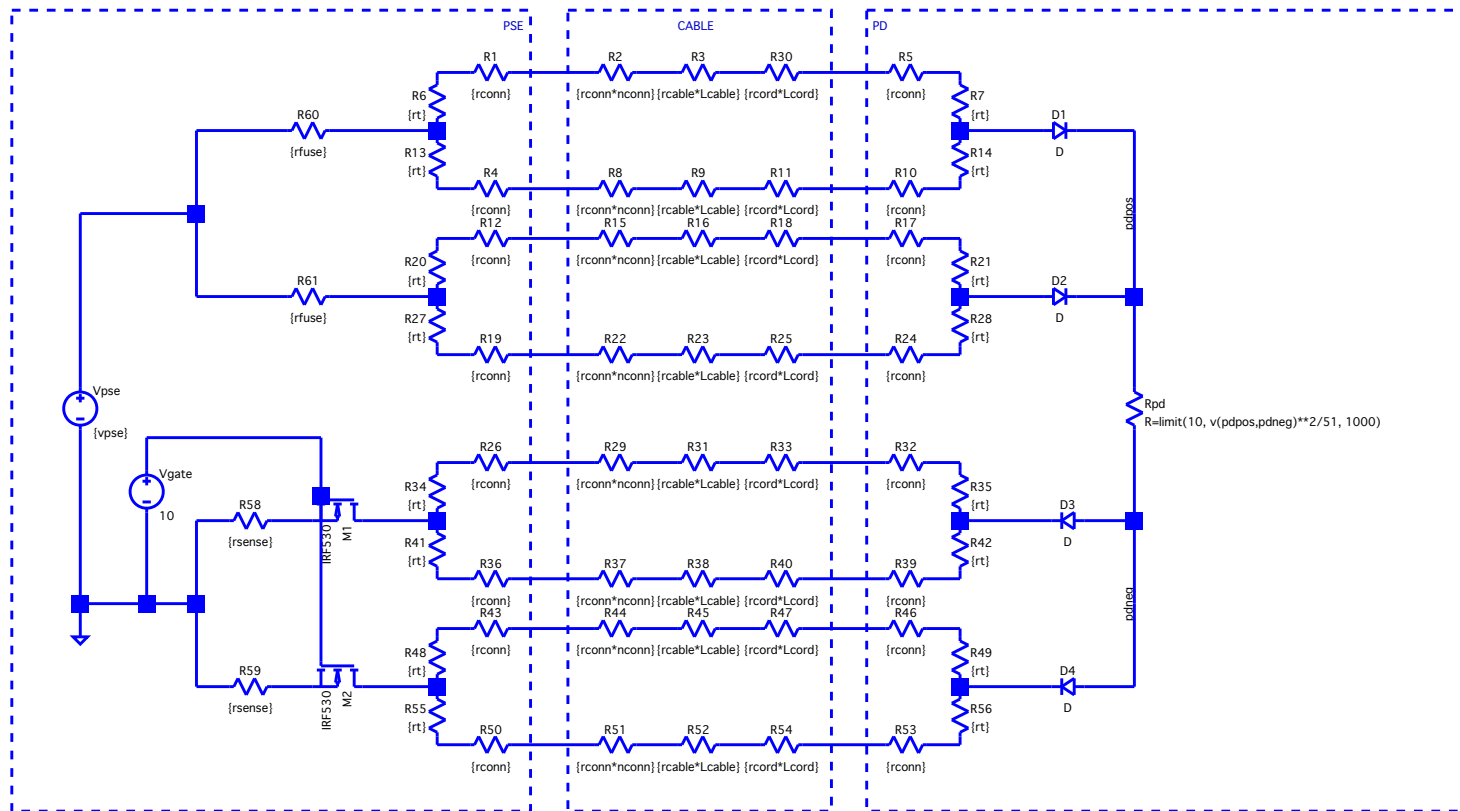 PSE CABLE PD
R1 R2 R3 R30 R5
{rconn} {rconn*nconn} {rcable*Lcable} {rcord*Lcord} {rconn}
R6 R7
{rt} {rt}
R60 D1
{rfuse} D
R13 R14
{rt} {rt}
R4 R8 R9 R11 R10
{rconn} {rconn*nconn} {rcable*Lcable} {rcord*Lcord} {rconn}
pdpos
R12 R15 R16 R18 R17
{rconn} {rconn*nconn} {rcable*Lcable} {rcord*Lcord} {rconn}
R20 R21
{rt} {rt}
R61 D2
{rfuse} D
R27 R28
{rt} {rt}
R19 R22 R23 R25 R24
{rconn} {rconn*nconn} {rcable*Lcable} {rcord*Lcord} {rconn}
Vpse
{vpse}
Rpd
R=limit(10, v(pdpos,pdneg)**2/51, 1000)
R26 R29 R31 R33 R32
{rconn} {rconn*nconn} {rcable*Lcable} {rcord*Lcord} {rconn}
Vgate
10
R34 R35
{rt} {rt}
R58 D3
{rsense} D
IRF530
M1
R41 R42
{rt} {rt}
R36 R37 R38 R40 R39
{rconn} {rconn*nconn} {rcable*Lcable} {rcord*Lcord} {rconn}
pdneg
R43 R44 R45 R47 R46
{rconn} {rconn*nconn} {rcable*Lcable} {rcord*Lcord} {rconn}
R48 R49
{rt} {rt}
R59 D4
{rsense} D
IRF530
M2
R55 R56
{rt} {rt}
R50 R51 R52 R54 R53
{rconn} {rconn*nconn} {rcable*Lcable} {rcord*Lcord} {rconn}